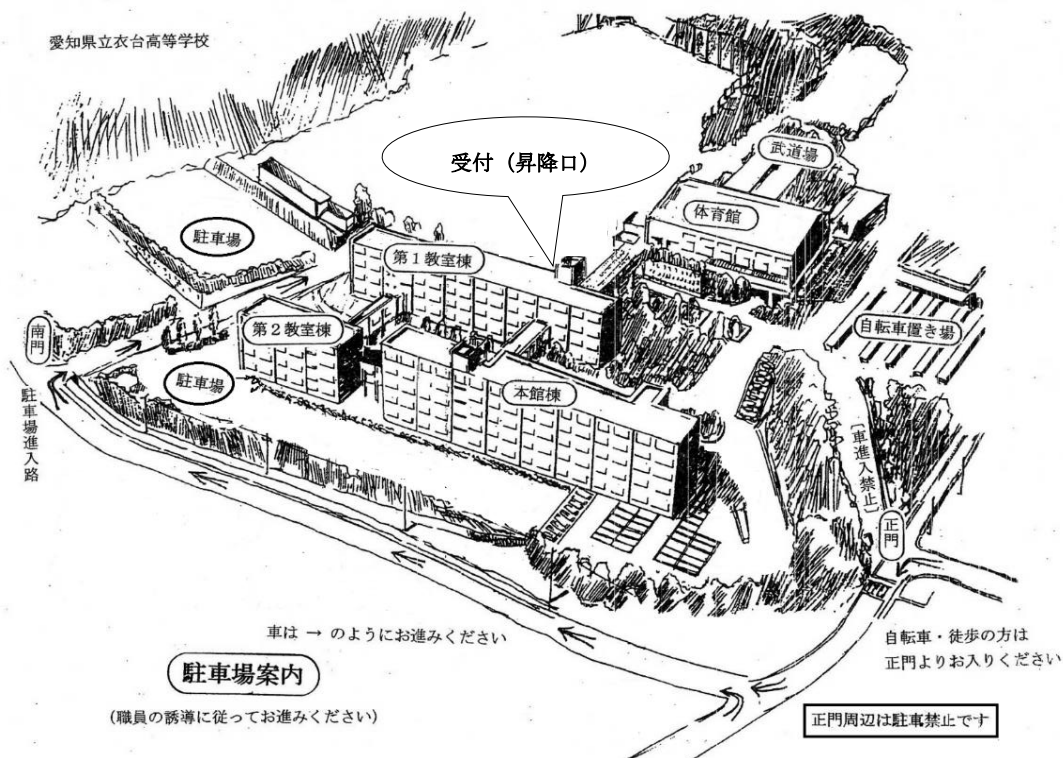 愛知県立衣台高等学校
受付（昇降口）
武道場
体育館
駐車場
第１教室棟
南門
第２教室棟
自転車置き場
駐車場
本館棟
駐車場進入路
〔車進入禁止〕
正門
車は → のようにお進みください
自転車・徒歩の方は
正門よりお入りください
駐車場案内
(職員の誘導に従ってお進みください)
正門周辺は駐車禁止です